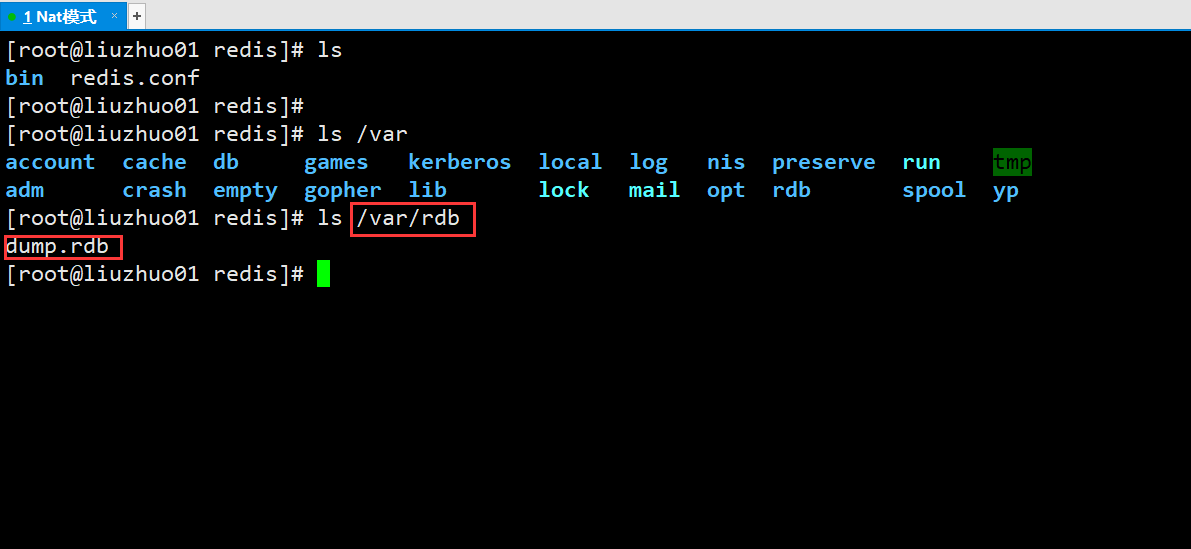 1 Nat模式 × +
[root@liuzhuo01 redis]# ls
bin redis.conf
[root@liuzhuo01 redis]#
[root@liuzhuo01 redis]# ls /var
account cache db games kerberos local log nis preserve run tmp
adm crash empty gopher lib lock mail opt rdb spool yp
[root@liuzhuo01 redis]# ls /var/rdb
dump.rdb
[root@liuzhuo01 redis]#